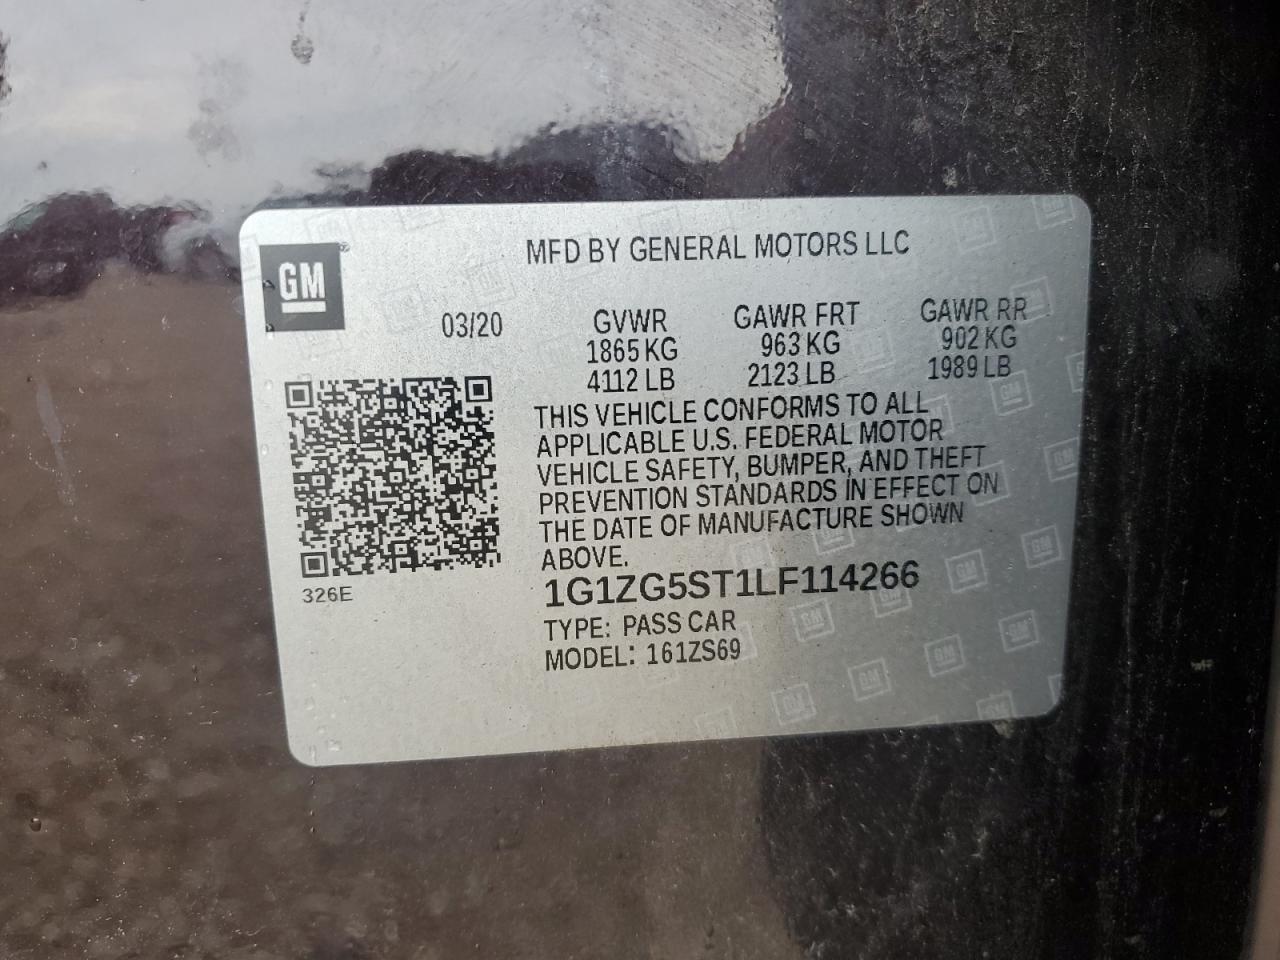 MFD BY GENERAL MOTORS LLC
GM
®
03/20 GVWR GAWR FRT GAWR RR
1865 KG 963 KG 902 KG
4112 LB 2123 LB 1989 LB
THIS VEHICLE CONFORMS TO ALL
APPLICABLE U.S. FEDERAL MOTOR
VEHICLE SAFETY, BUMPER, AND THEFT
PREVENTION STANDARDS IN EFFECT ON
THE DATE OF MANUFACTURE SHOWN
ABOVE.
326E
1G1ZG5ST1LF114266
TYPE: PASS CAR
MODEL: 161ZS69